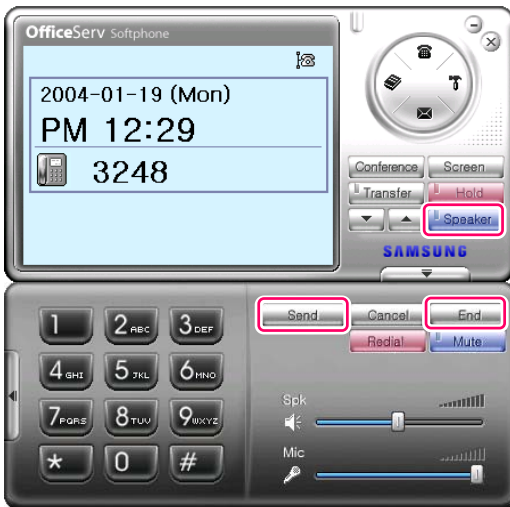 OfficeServ Softphone
2004-01-19 (Mon)
PM 12:29
3248
Conference Screen
Transfer Hold
Speaker
SAMSUNG
Send Cancel End
Redial Mute
1 2 ABC 3 DEF
4 GHI 5 JKL 6 MNO
7 PQRS 8 TUV 9 WXYZ
* 0 #
Spk
Mic